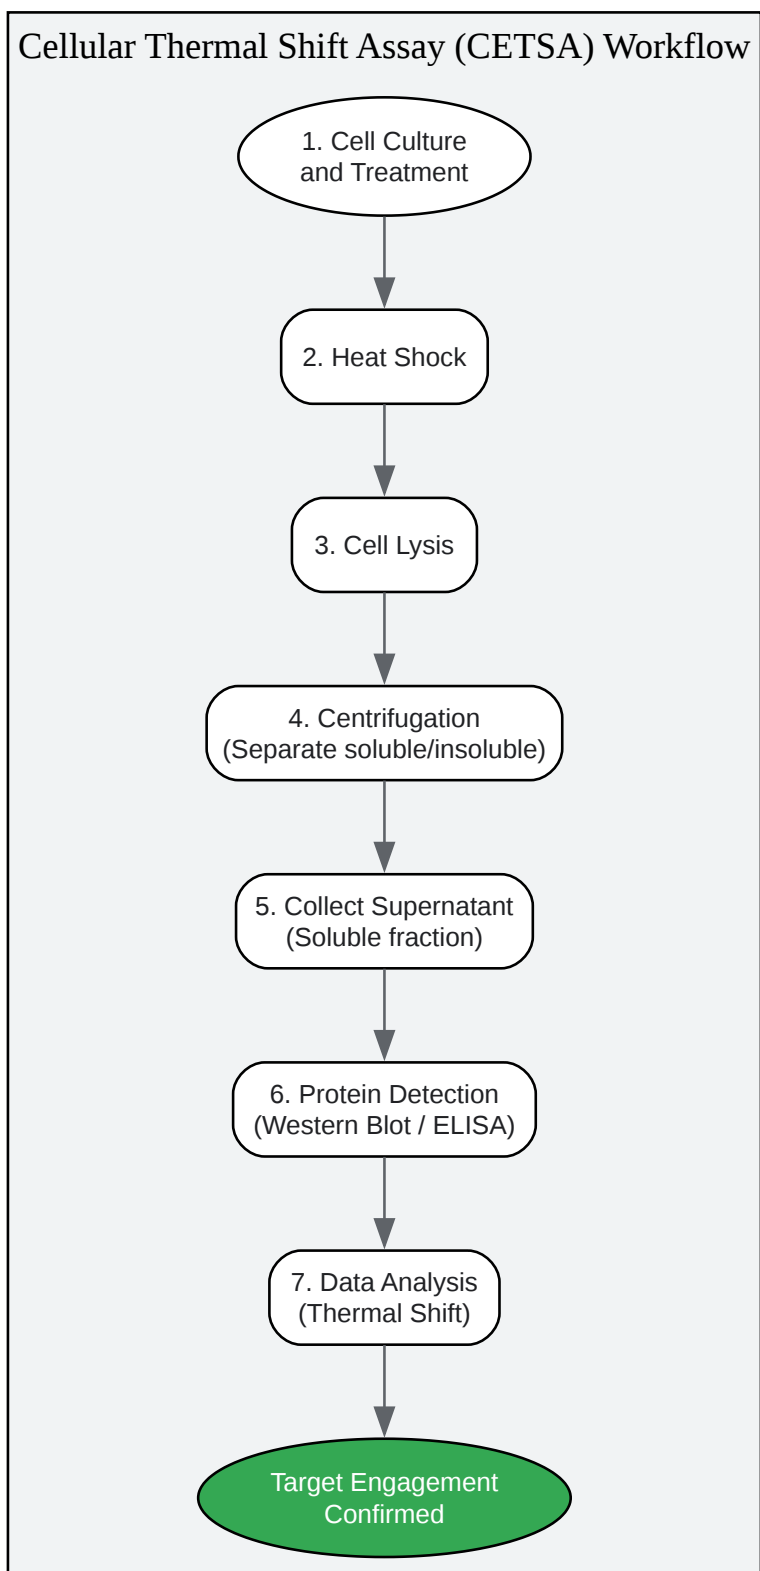 Cellular Thermal Shift Assay (CETSA) Workflow
1. Cell Culture
and Treatment
2. Heat Shock
3. Cell Lysis
4. Centrifugation
(Separate soluble/insoluble)
5. Collect Supernatant
(Soluble fraction)
6. Protein Detection
(Western Blot / ELISA)
7. Data Analysis
(Thermal Shift)
Target Engagement
Confirmed